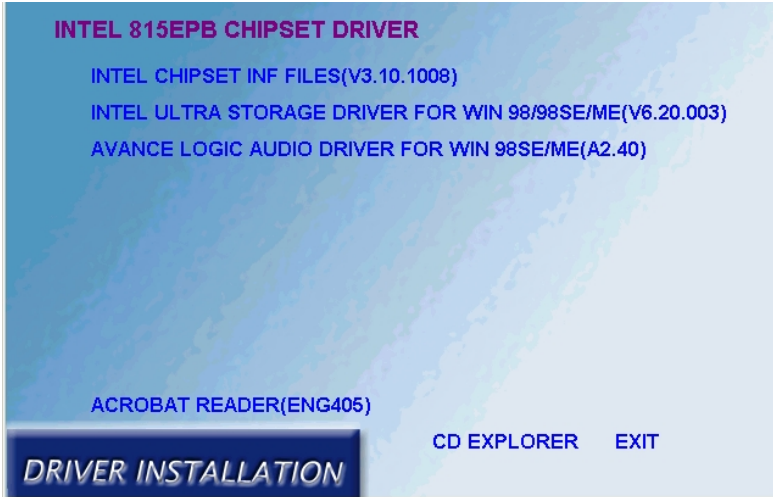 INTEL 815EPB CHIPSET DRIVER
INTEL CHIPSET INF FILES(V3.10.1008)
INTEL ULTRA STORAGE DRIVER FOR WIN 98/98SE/ME(V6.20.003)
AVANCE LOGIC AUDIO DRIVER FOR WIN 98SE/ME(A2.40)
ACROBAT READER(ENG405)
CD EXPLORER EXIT
DRIVER INSTALLATION